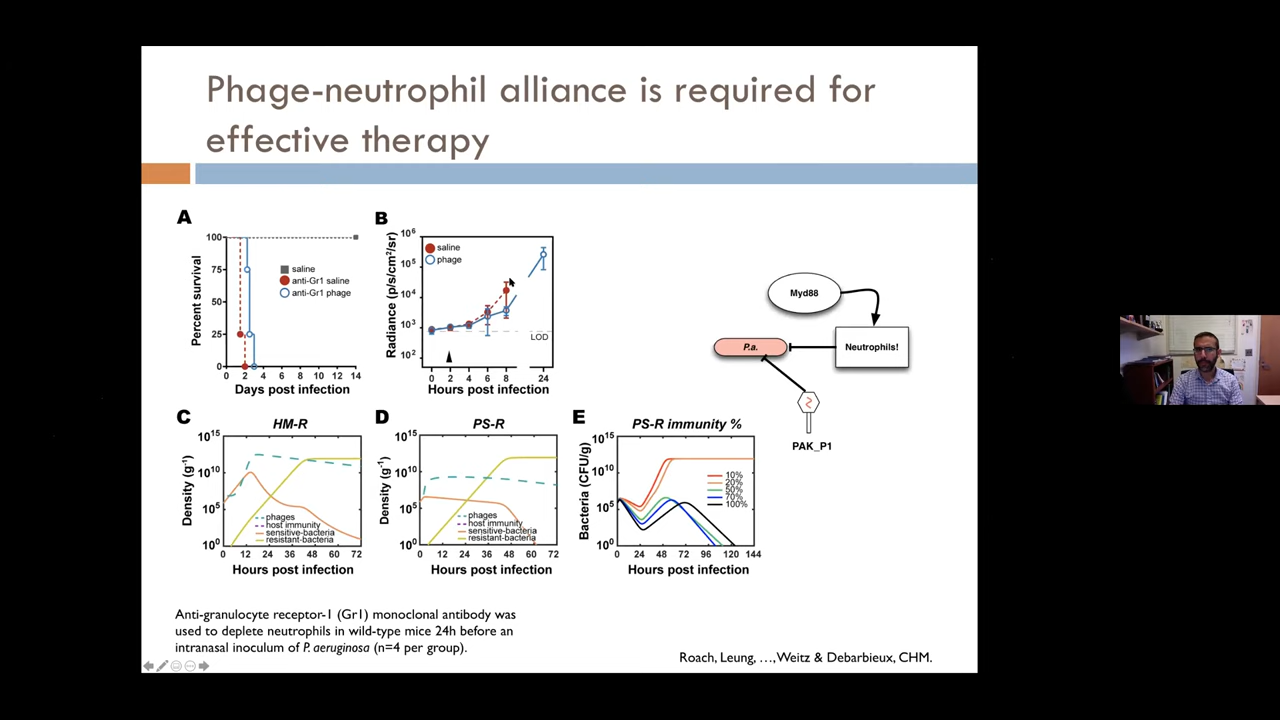 Phage-neutrophil alliance is required for
effective therapy
A
Percent survival
100
75
50
25
0
saline
anti-Gr1 saline
anti-Gr1 phage
0 2 4 6 8 10 12 14
Days post infection
B
Radiance (p/s/cm²/sr)
10⁶
10⁵
10⁴
10³
10²
saline
phage
LOD
0 2 4 6 8 24
Hours post infection
Myd88
P.a.
Neutrophils!
PAK_P1
C
HM-R
Density (g⁻¹)
10¹⁵
10¹⁰
10⁵
10⁰
phages
host immunity
sensitive-bacteria
resistant-bacteria
0 12 24 36 48 60 72
Hours post infection
D
PS-R
Density (g⁻¹)
10¹⁵
10¹⁰
10⁵
10⁰
phages
host immunity
sensitive-bacteria
resistant-bacteria
0 12 24 36 48 60 72
Hours post infection
E
PS-R immunity %
Bacteria (CFU/g)
10¹⁵
10¹⁰
10⁵
10⁰
10%
20%
50%
70%
100%
0 24 48 72 96 120 144
Hours post infection
Anti-granulocyte receptor-1 (Gr1) monoclonal antibody was
used to deplete neutrophils in wild-type mice 24h before an
intranasal inoculum of P. aeruginosa (n=4 per group).
Roach, Leung, …, Weitz & Debarbieux, CHM.